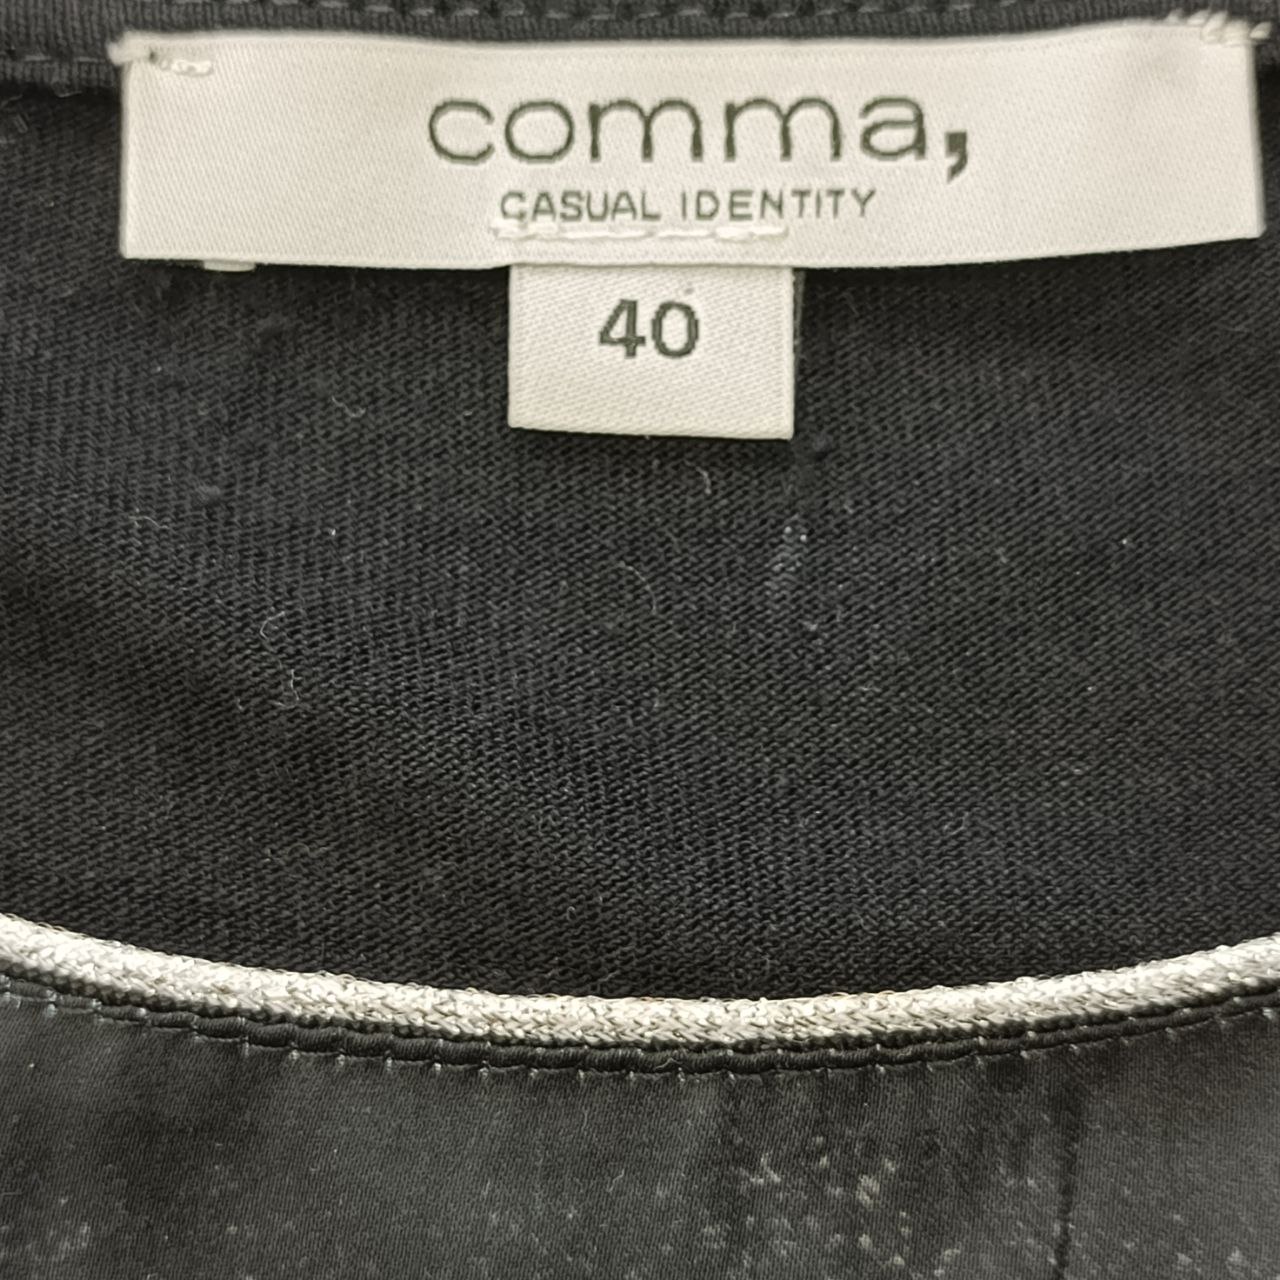 comma,
CASUAL IDENTITY
40